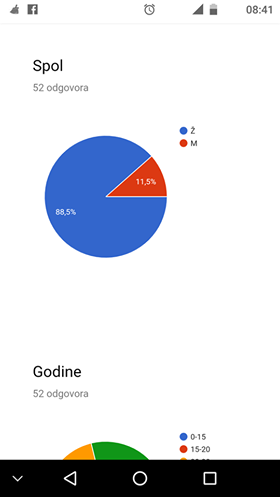 08:41
Spol
52 odgovora
Ž
M
11,5%
88,5%
Godine
52 odgovora
0-15
15-20